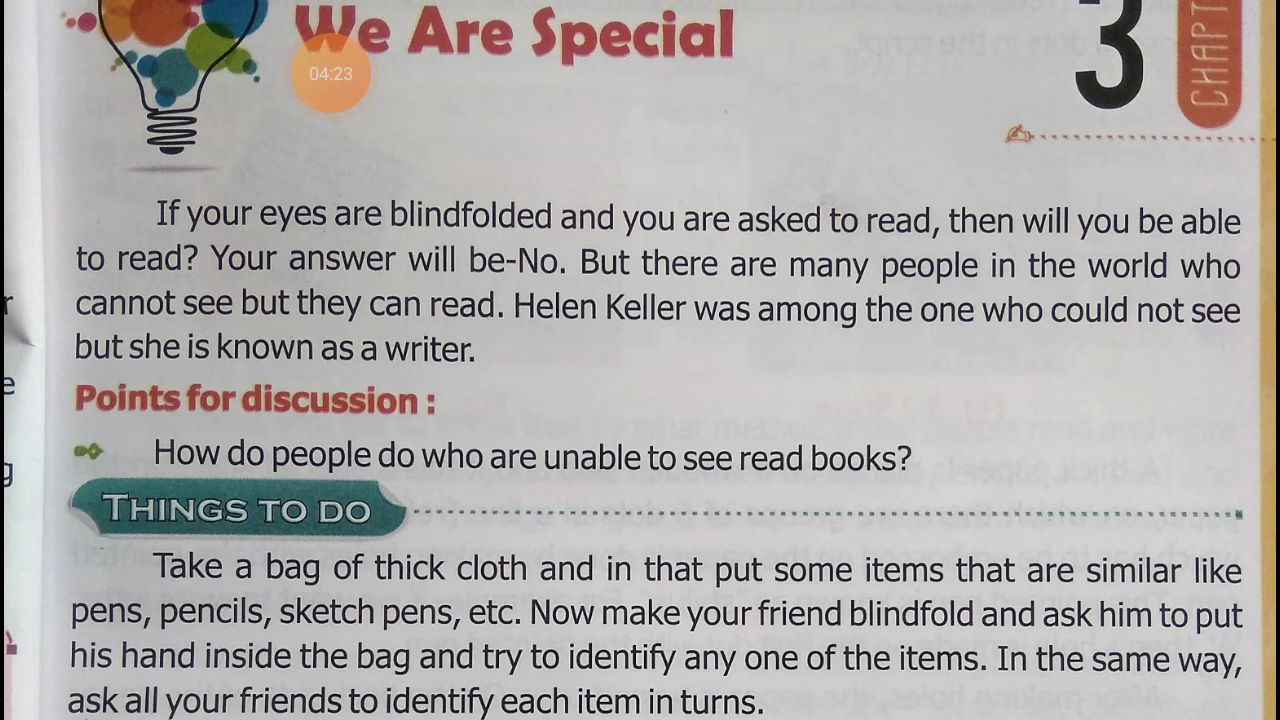 We Are Special
04:23
3
CHAPT
If your eyes are blindfolded and you are asked to read, then will you be able
to read? Your answer will be-No. But there are many people in the world who
cannot see but they can read. Helen Keller was among the one who could not see
but she is known as a writer.
Points for discussion :
How do people do who are unable to see read books?
THINGS TO DO
Take a bag of thick cloth and in that put some items that are similar like
pens, pencils, sketch pens, etc. Now make your friend blindfold and ask him to put
his hand inside the bag and try to identify any one of the items. In the same way,
ask all your friends to identify each item in turns.